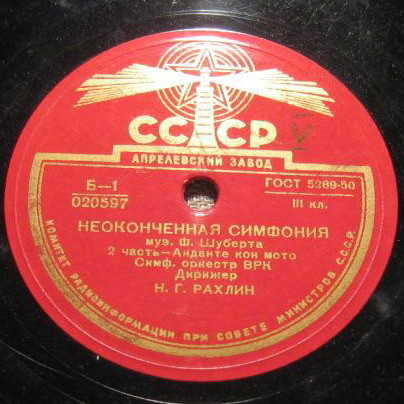 СССР
АПРЕЛЕВСКИЙ ЗАВОД
Б—1
020597
ГОСТ 5289-50
III кл.
НЕОКОНЧЕННАЯ СИМФОНИЯ
муз. Ф. Шуберта
2 часть—Анданте кон мото
Симф. оркестр ВРК
Дирижер
Н. Г. РАХЛИН
КОМИТЕТ РАДИОИНФОРМАЦИИ ПРИ СОВЕТЕ МИНИСТРОВ С.С.С.Р.